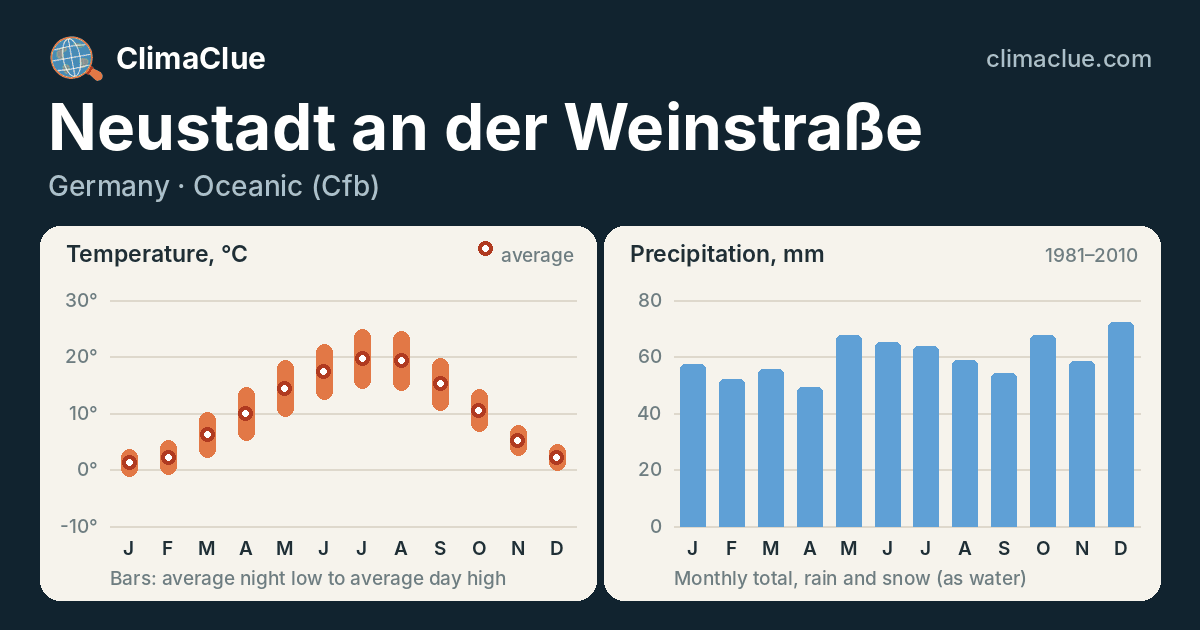 ClimaClue
climaclue.com
Neustadt an der Weinstraße
Germany · Oceanic (Cfb)
Temperature, °C
average
30°
20°
10°
0°
-10°
J F M A M J J A S O N D
Bars: average night low to average day high
Precipitation, mm
1981–2010
80
60
40
20
0
J F M A M J J A S O N D
Monthly total, rain and snow (as water)